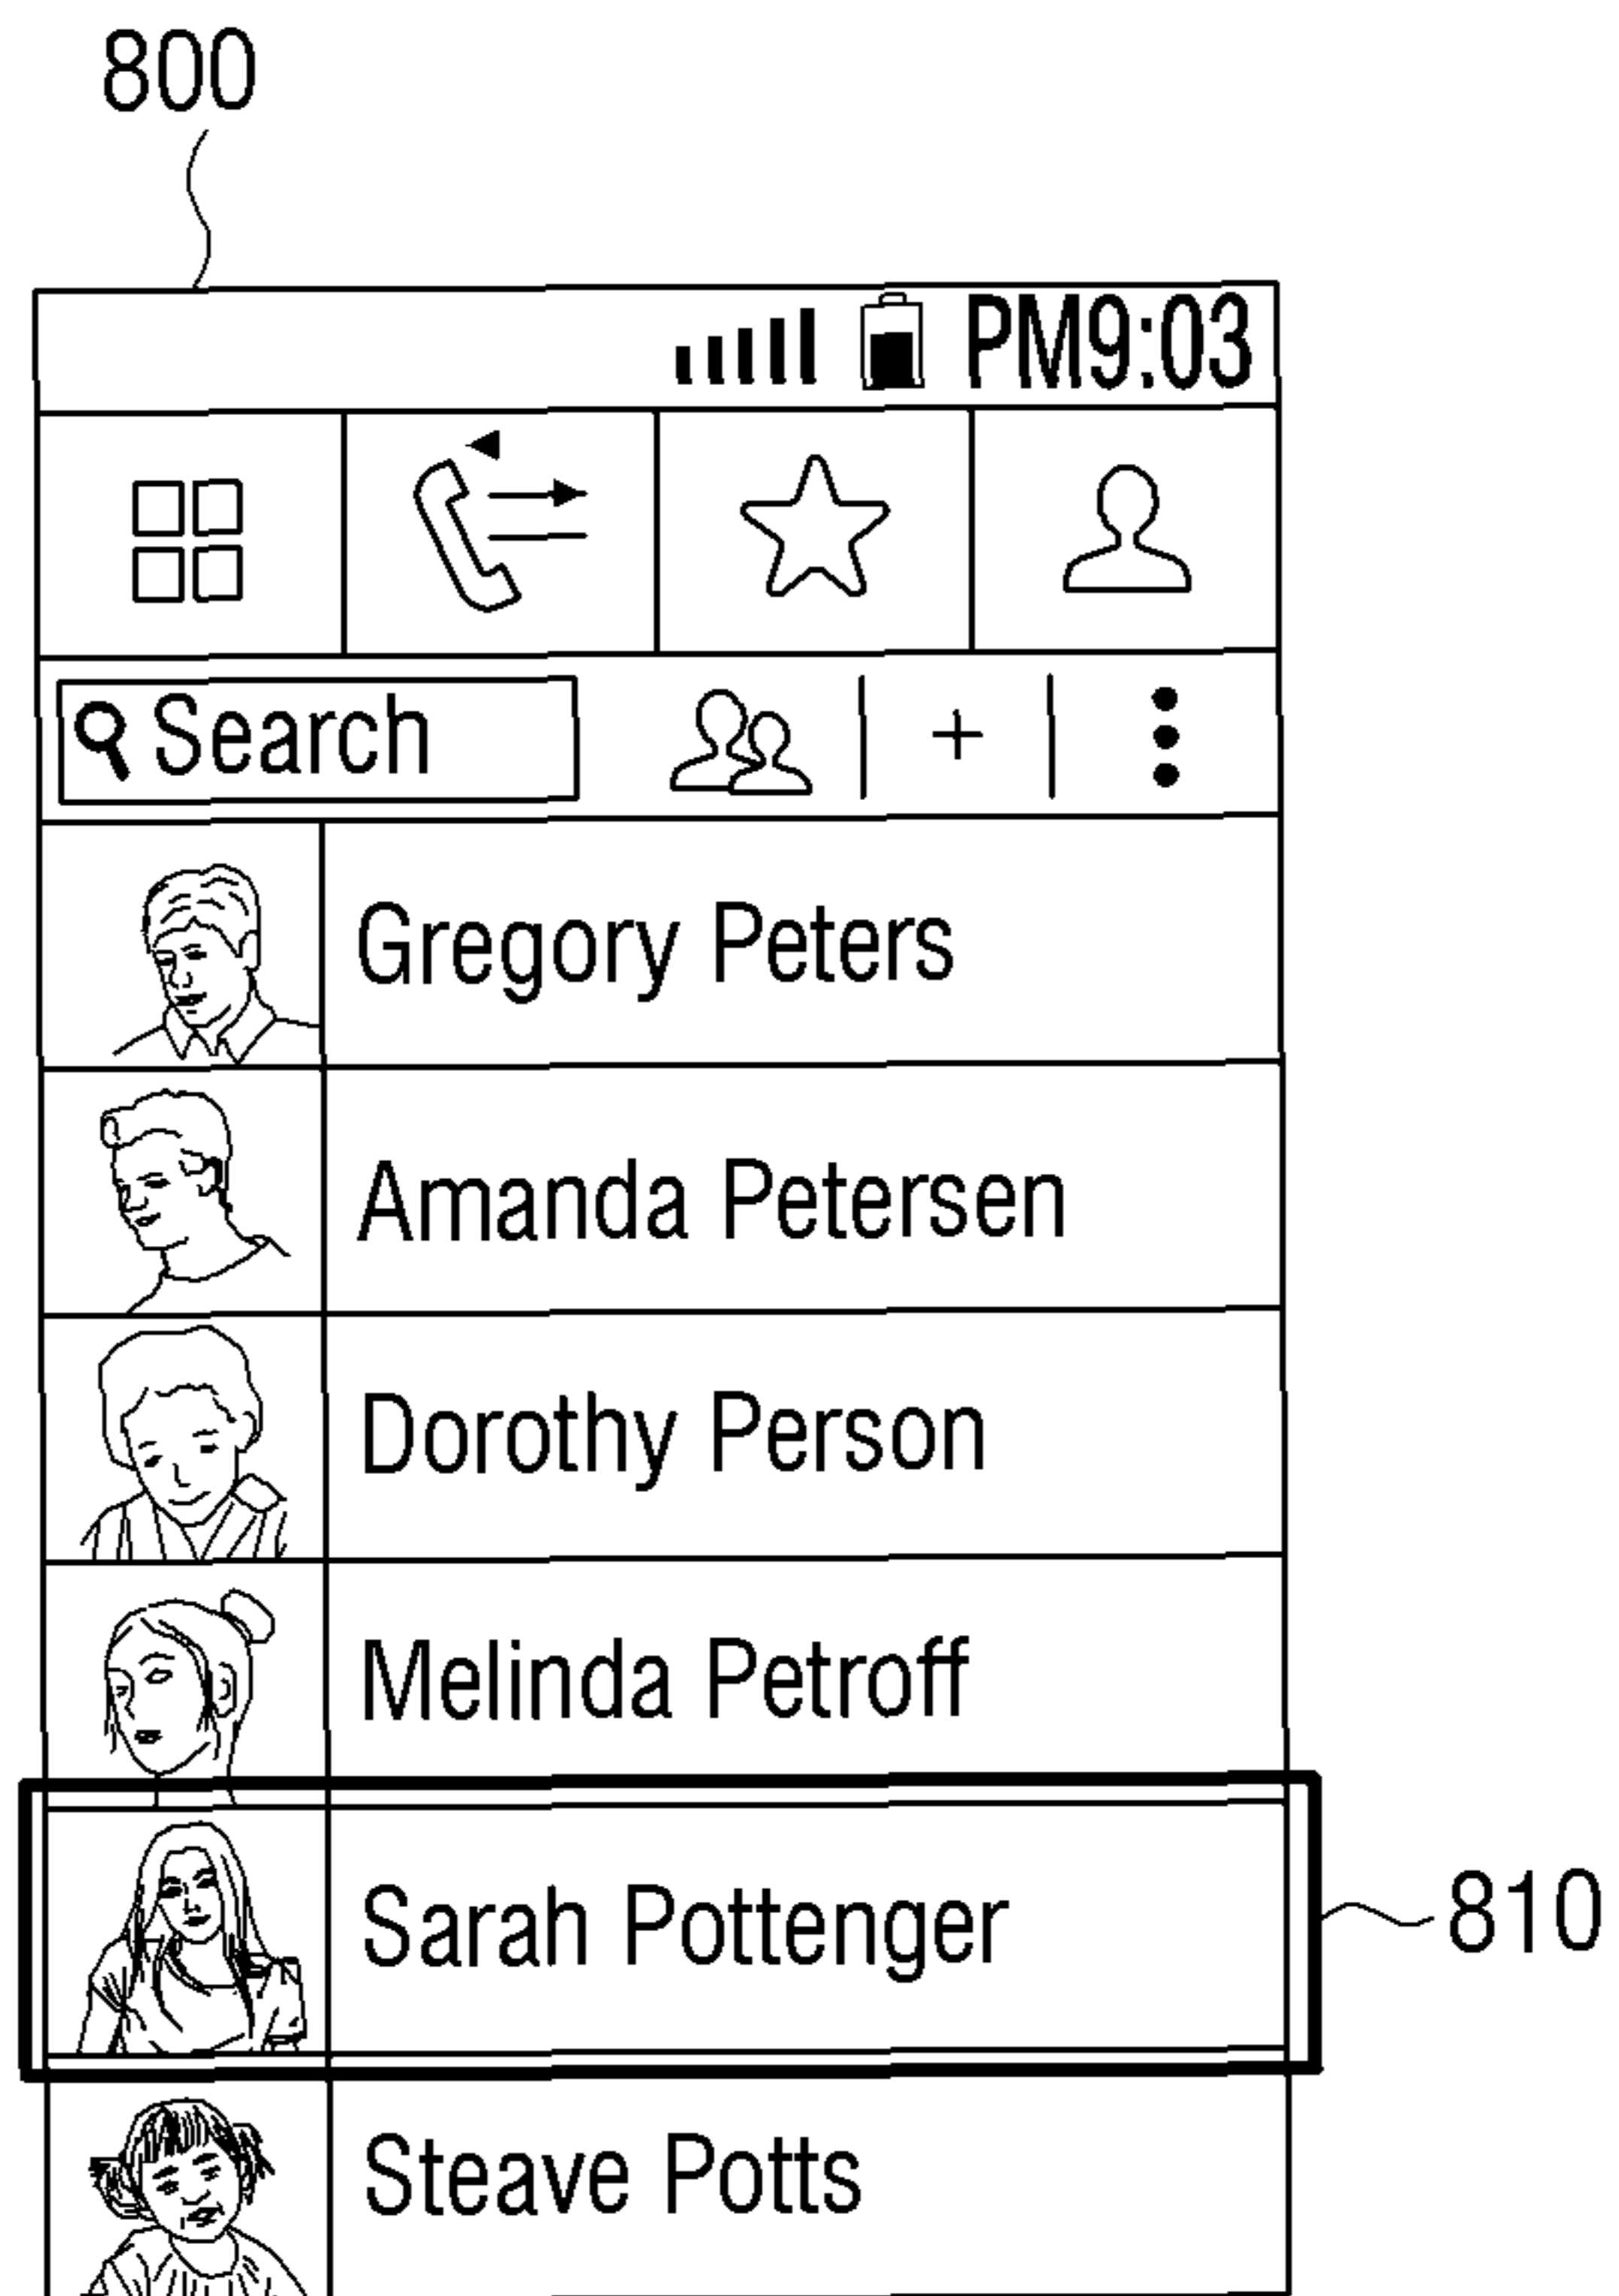 800
PM9:03
Search
Gregory Peters
Amanda Petersen
Dorothy Person
Melinda Petroff
Sarah Pottenger
810
Steave Potts